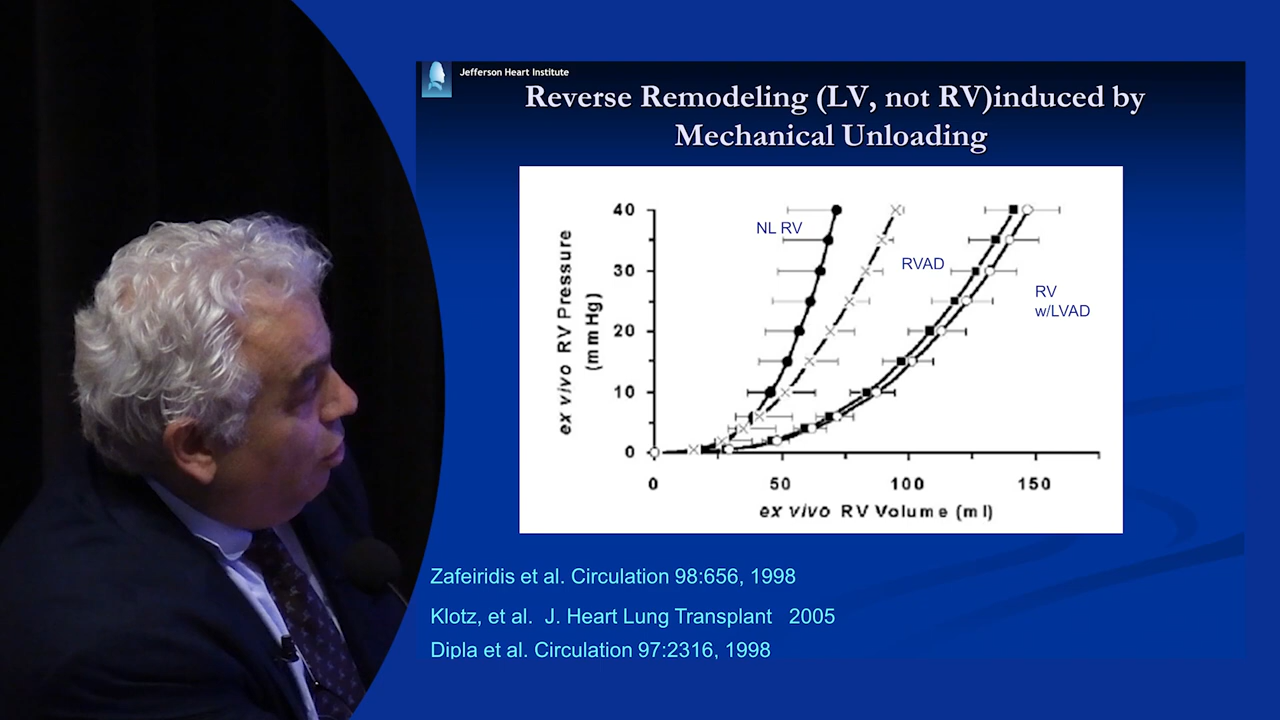 Jefferson Heart Institute
Reverse Remodeling (LV, not RV)induced by
Mechanical Unloading
40
30
20
10
0
ex vivo RV Pressure
(mm Hg)
NL RV
RVAD
RV
w/LVAD
0 50 100 150
ex vivo RV Volume (ml)
Zafeiridis et al. Circulation 98:656, 1998
Klotz, et al. J. Heart Lung Transplant 2005
Dipla et al. Circulation 97:2316, 1998